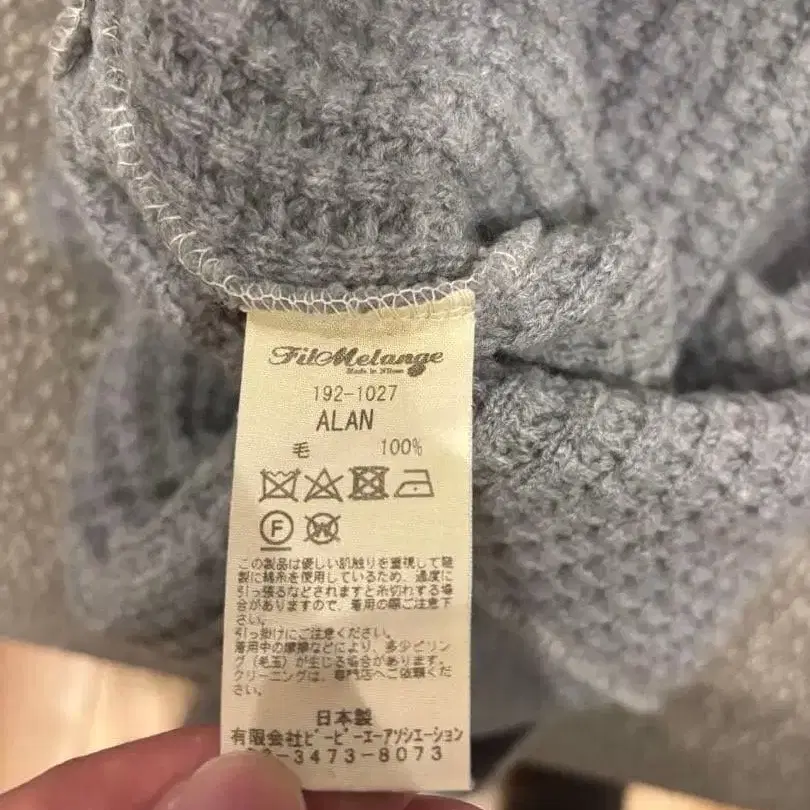 FilMelange
Made in Nippon
192-1027
ALAN
毛 100%
F
W
この製品は優しい肌触りを重視して縫
製に綿糸を使用しているため、過度に
引っ張るなどされますと糸切れする場
合がありますので、着用の際ご注意下
さい。
引っ掛けにご注意ください。
着用中の摩擦などにより、多少ピリン
グ（毛玉）が生じる場合があります。
クリーニングは、専門店へご依頼くだ
さい。
日本製
有限会社ビーピーエーアソシエーション
-3473-8073